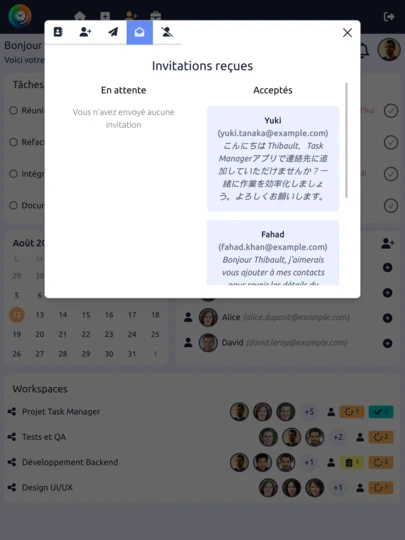 Bonjour
Voici votre
Invitations reçues
En attente
Vous n'avez envoyé aucune
invitation
Acceptés
Yuki
(yuki.tanaka@example.com)
こんにちは Thibault、Task
Managerアプリで連絡先に追
加していただけませんか？一
緒に作業を効率化しましょ
う。よろしくお願いします。
Fahad
(fahad.khan@example.com)
Bonjour Thibault, j'aimerais
vous ajouter à mes contacts
Tâches
Réuni
Refac
Intégr
Docur
Août 20
L M
29 30
5 6
12 13 14 15 16 17 18
19 20 21 22 23 24 25
26 27 28 29 30 31 1
Alice (alice.dupont@example.com)
David (david.leroy@example.com)
Workspaces
Projet Task Manager +5 1 2
Tests et QA +2 2
Développement Backend +1 1 2
Design UI/UX +1